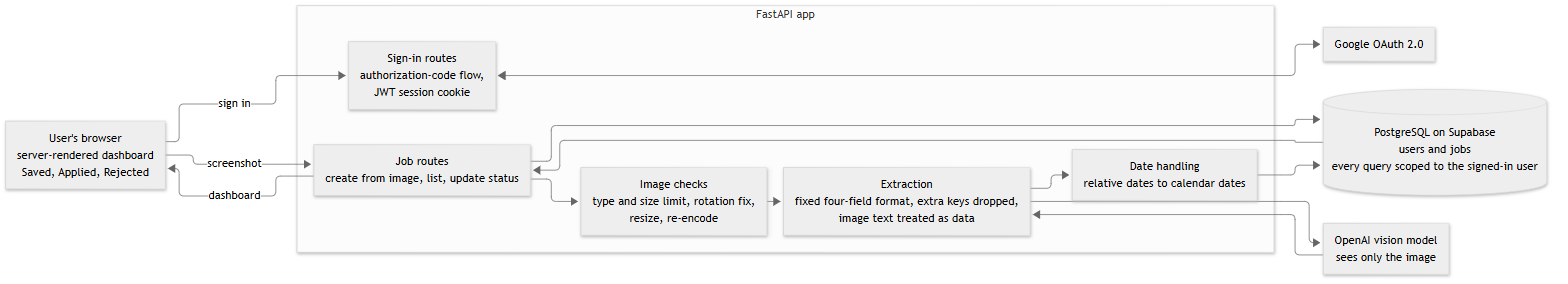 FastAPI app
Sign-in routes
authorization-code flow,
JWT session cookie
Google OAuth 2.0
sign in
User's browser
server-rendered dashboard
Saved, Applied, Rejected
screenshot
dashboard
Job routes
create from image, list, update status
Image checks
type and size limit, rotation fix,
resize, re-encode
Extraction
fixed four-field format, extra keys dropped,
image text treated as data
Date handling
relative dates to calendar dates
PostgreSQL on Supabase
users and jobs
every query scoped to the signed-in user
OpenAI vision model
sees only the image